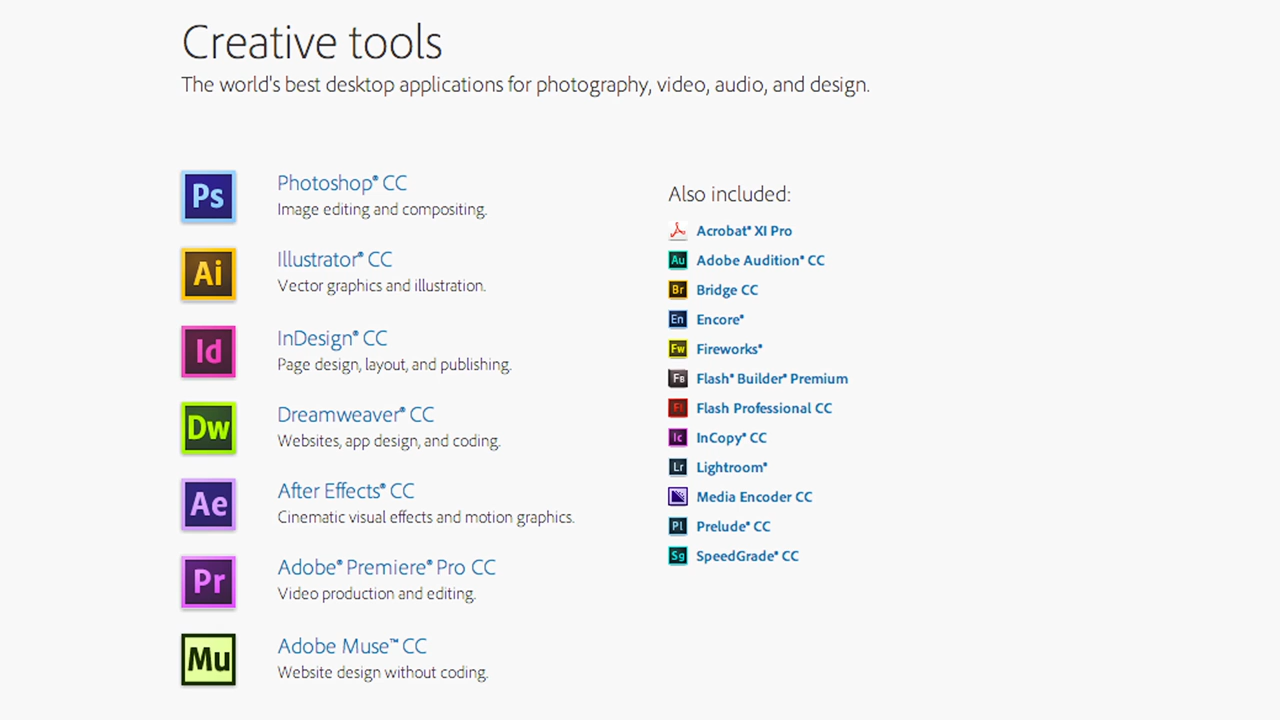 Creative tools
The world's best desktop applications for photography, video, audio, and design.
Ps
Photoshop® CC
Image editing and compositing.
Ai
Illustrator® CC
Vector graphics and illustration.
Id
InDesign® CC
Page design, layout, and publishing.
Dw
Dreamweaver® CC
Websites, app design, and coding.
Ae
After Effects® CC
Cinematic visual effects and motion graphics.
Pr
Adobe® Premiere® Pro CC
Video production and editing.
Mu
Adobe Muse™ CC
Website design without coding.
Also included:
Acrobat® XI Pro
Au Adobe Audition® CC
Br Bridge CC
En Encore®
Fw Fireworks®
FB Flash® Builder® Premium
Fl Flash Professional CC
Ic InCopy® CC
Lr Lightroom®
Media Encoder CC
Pl Prelude® CC
Sg SpeedGrade® CC